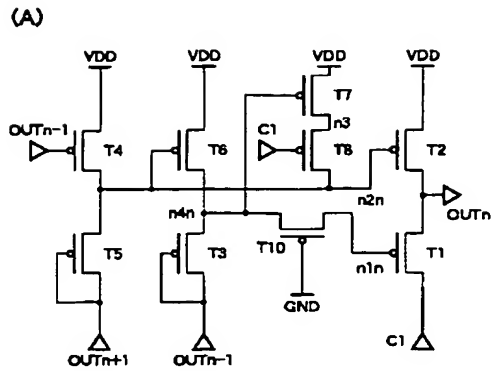 (A)
VDD VDD VDD VDD
T7
OUTn-1 C1 n3
T4 T6 T8 T2
n4n n2n OUTn
T5 T3 T10 n1n T1
GND
C1
OUTn+1 OUTn-1